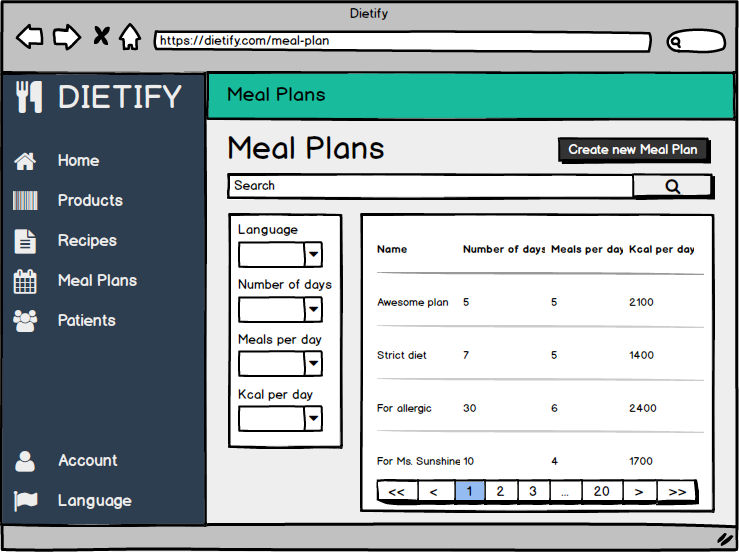 Dietify
https://dietify.com/meal-plan
DIETIFY
Home
Products
Recipes
Meal Plans
Patients
Account
Language
Meal Plans
Meal Plans
Create new Meal Plan
Search
Language
Number of days
Meals per day
Kcal per day
Name Number of days Meals per day Kcal per day
Awesome plan 5 5 2100
Strict diet 7 5 1400
For allergic 30 6 2400
For Ms. Sunshine 10 4 1700
<< < 1 2 3 ... 20 > >>